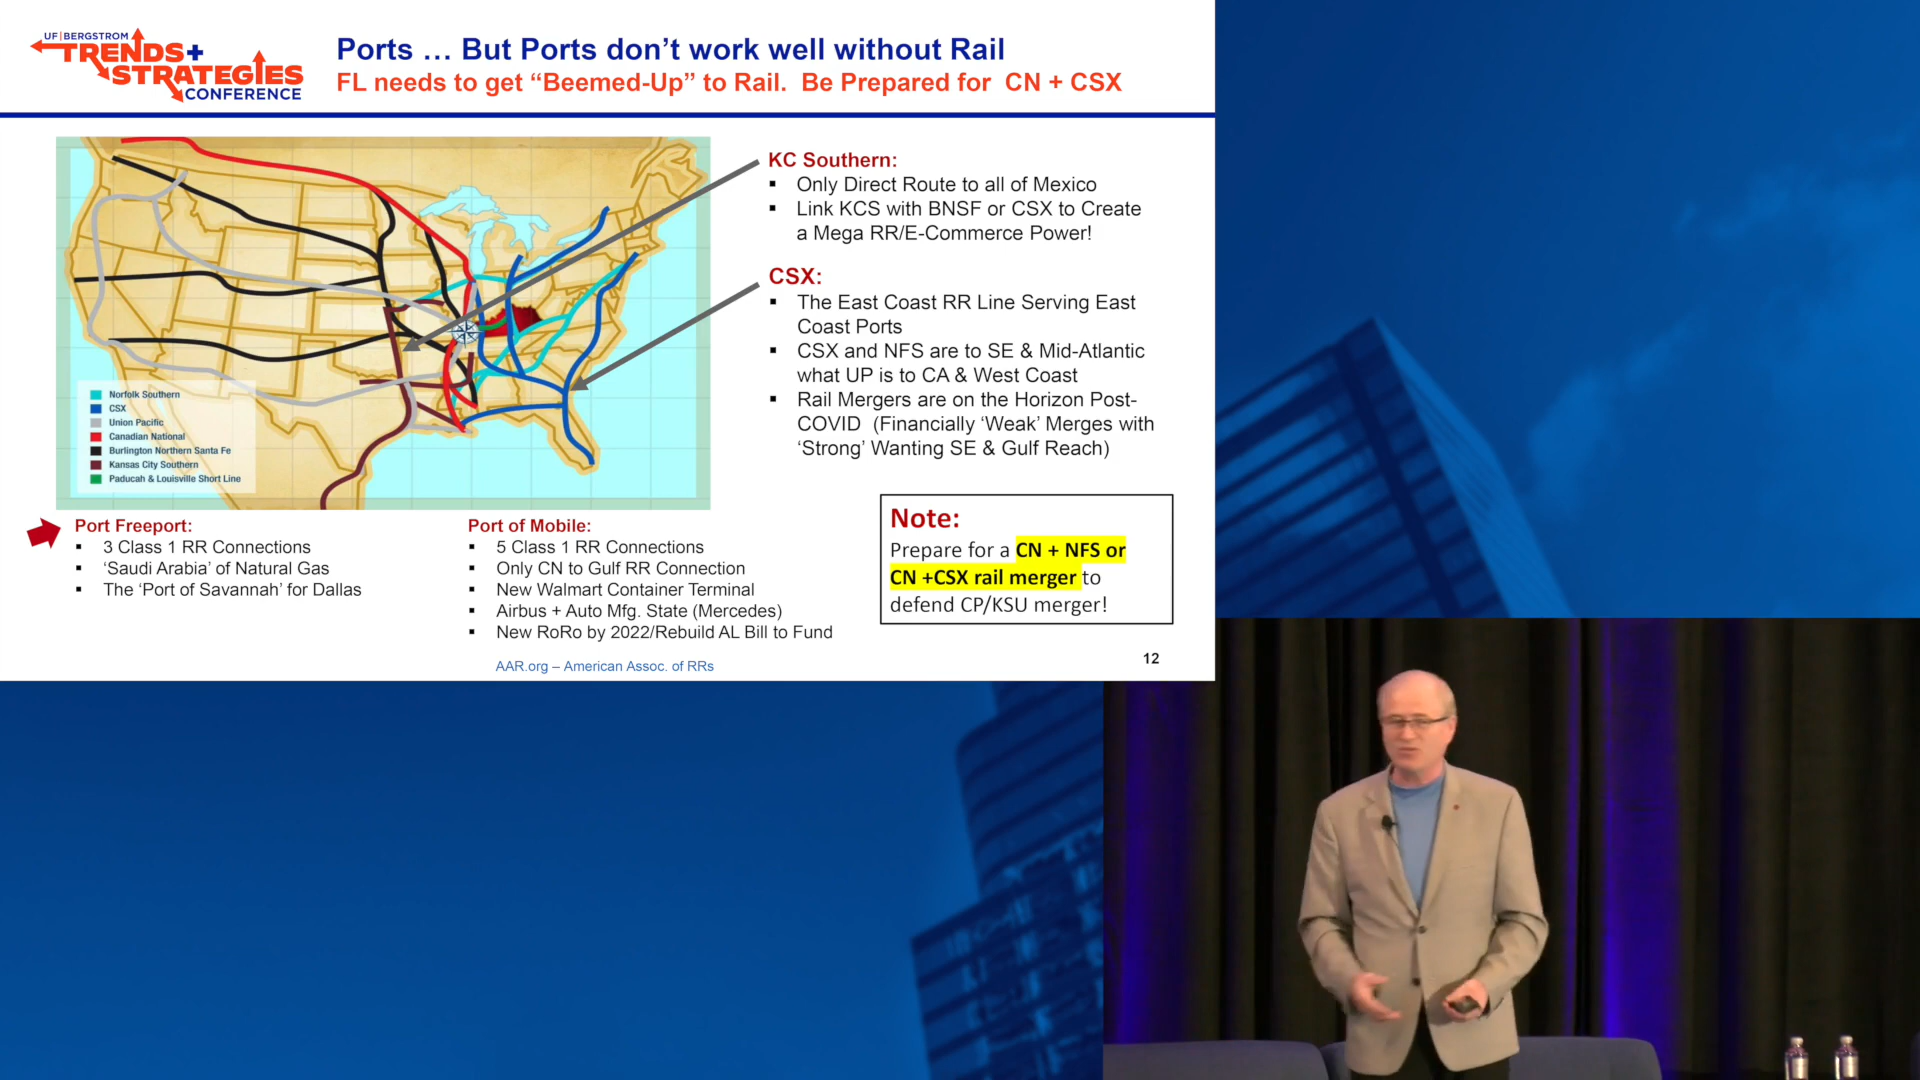 UF|BERGSTROM
TRENDS+
STRATEGIES
CONFERENCE
Ports … But Ports don’t work well without Rail
FL needs to get “Beemed-Up” to Rail. Be Prepared for CN + CSX
Norfolk Southern
CSX
Union Pacific
Canadian National
Burlington Northern Santa Fe
Kansas City Southern
Paducah & Louisville Short Line
KC Southern:
▪ Only Direct Route to all of Mexico
▪ Link KCS with BNSF or CSX to Create
a Mega RR/E-Commerce Power!
CSX:
▪ The East Coast RR Line Serving East
Coast Ports
▪ CSX and NFS are to SE & Mid-Atlantic
what UP is to CA & West Coast
▪ Rail Mergers are on the Horizon Post-
COVID (Financially ‘Weak’ Merges with
‘Strong’ Wanting SE & Gulf Reach)
Port Freeport:
▪ 3 Class 1 RR Connections
▪ ‘Saudi Arabia’ of Natural Gas
▪ The ‘Port of Savannah’ for Dallas
Port of Mobile:
▪ 5 Class 1 RR Connections
▪ Only CN to Gulf RR Connection
▪ New Walmart Container Terminal
▪ Airbus + Auto Mfg. State (Mercedes)
▪ New RoRo by 2022/Rebuild AL Bill to Fund
Note:
Prepare for a CN + NFS or
CN +CSX rail merger to
defend CP/KSU merger!
AAR.org – American Assoc. of RRs
12